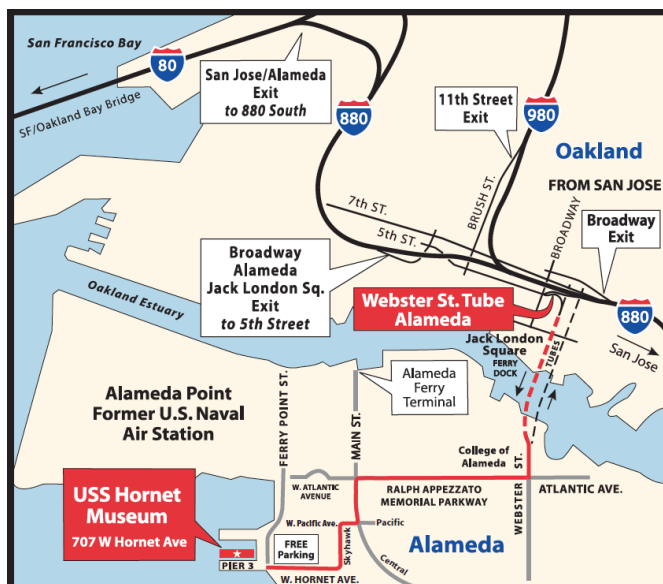 San Francisco Bay
80
SF/Oakland Bay Bridge
San Jose/Alameda
Exit
to 880 South
880
11th Street
Exit
980
Oakland
FROM SAN JOSE
7th ST.
5th ST.
BRUSH ST.
BROADWAY
Broadway
Exit
Broadway
Alameda
Jack London Sq.
Exit
to 5th Street
Oakland Estuary
Webster St. Tube
Alameda
880
San Jose
Jack London
Square
FERRY
DOCK
TUBES
Alameda Point
Former U.S. Naval
Air Station
FERRY POINT ST.
MAIN ST.
Alameda
Ferry
Terminal
College of
Alameda
WEBSTER ST.
W. ATLANTIC
AVENUE
RALPH APPEZZATO
MEMORIAL PARKWAY
ATLANTIC AVE.
USS Hornet
Museum
707 W Hornet Ave
PIER 3
W. Pacific Ave.
Pacific
FREE
Parking
Skyhawk
W. HORNET AVE.
Central
Alameda